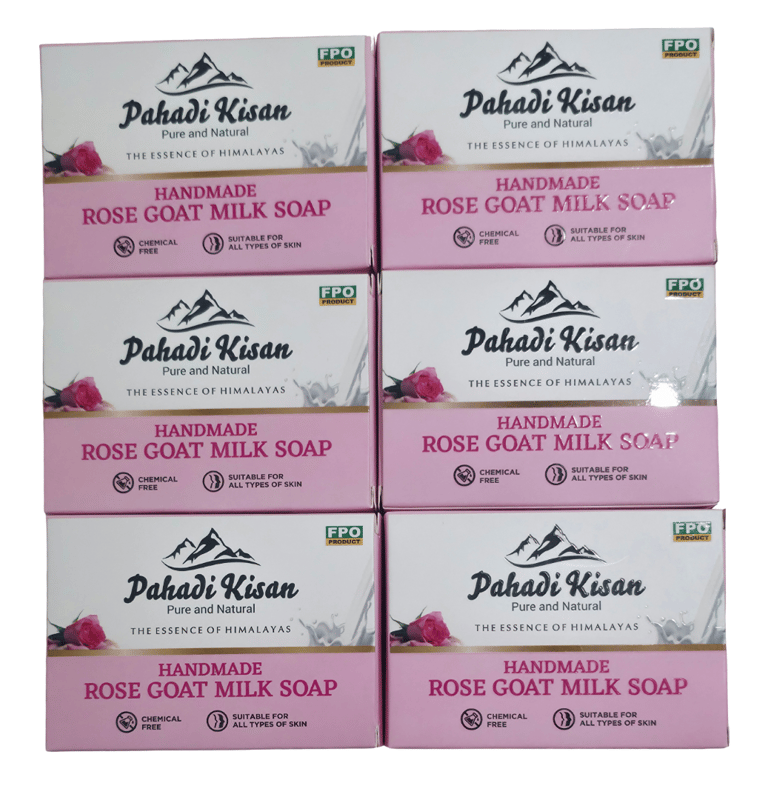 FPO
PRODUCT
Pahadi Kisan
Pure and Natural
THE ESSENCE OF HIMALAYAS
HANDMADE
ROSE GOAT MILK SOAP
CHEMICAL
FREE
SUITABLE FOR
ALL TYPES OF SKIN
FPO
PRODUCT
Pahadi Kisan
Pure and Natural
THE ESSENCE OF HIMALAYAS
HANDMADE
ROSE GOAT MILK SOAP
CHEMICAL
FREE
SUITABLE FOR
ALL TYPES OF SKIN
FPO
PRODUCT
Pahadi Kisan
Pure and Natural
THE ESSENCE OF HIMALAYAS
HANDMADE
ROSE GOAT MILK SOAP
CHEMICAL
FREE
SUITABLE FOR
ALL TYPES OF SKIN
FPO
PRODUCT
Pahadi Kisan
Pure and Natural
THE ESSENCE OF HIMALAYAS
HANDMADE
ROSE GOAT MILK SOAP
CHEMICAL
FREE
SUITABLE FOR
ALL TYPES OF SKIN
FPO
PRODUCT
Pahadi Kisan
Pure and Natural
THE ESSENCE OF HIMALAYAS
HANDMADE
ROSE GOAT MILK SOAP
CHEMICAL
FREE
SUITABLE FOR
ALL TYPES OF SKIN
FPO
PRODUCT
Pahadi Kisan
Pure and Natural
THE ESSENCE OF HIMALAYAS
HANDMADE
ROSE GOAT MILK SOAP
CHEMICAL
FREE
SUITABLE FOR
ALL TYPES OF SKIN